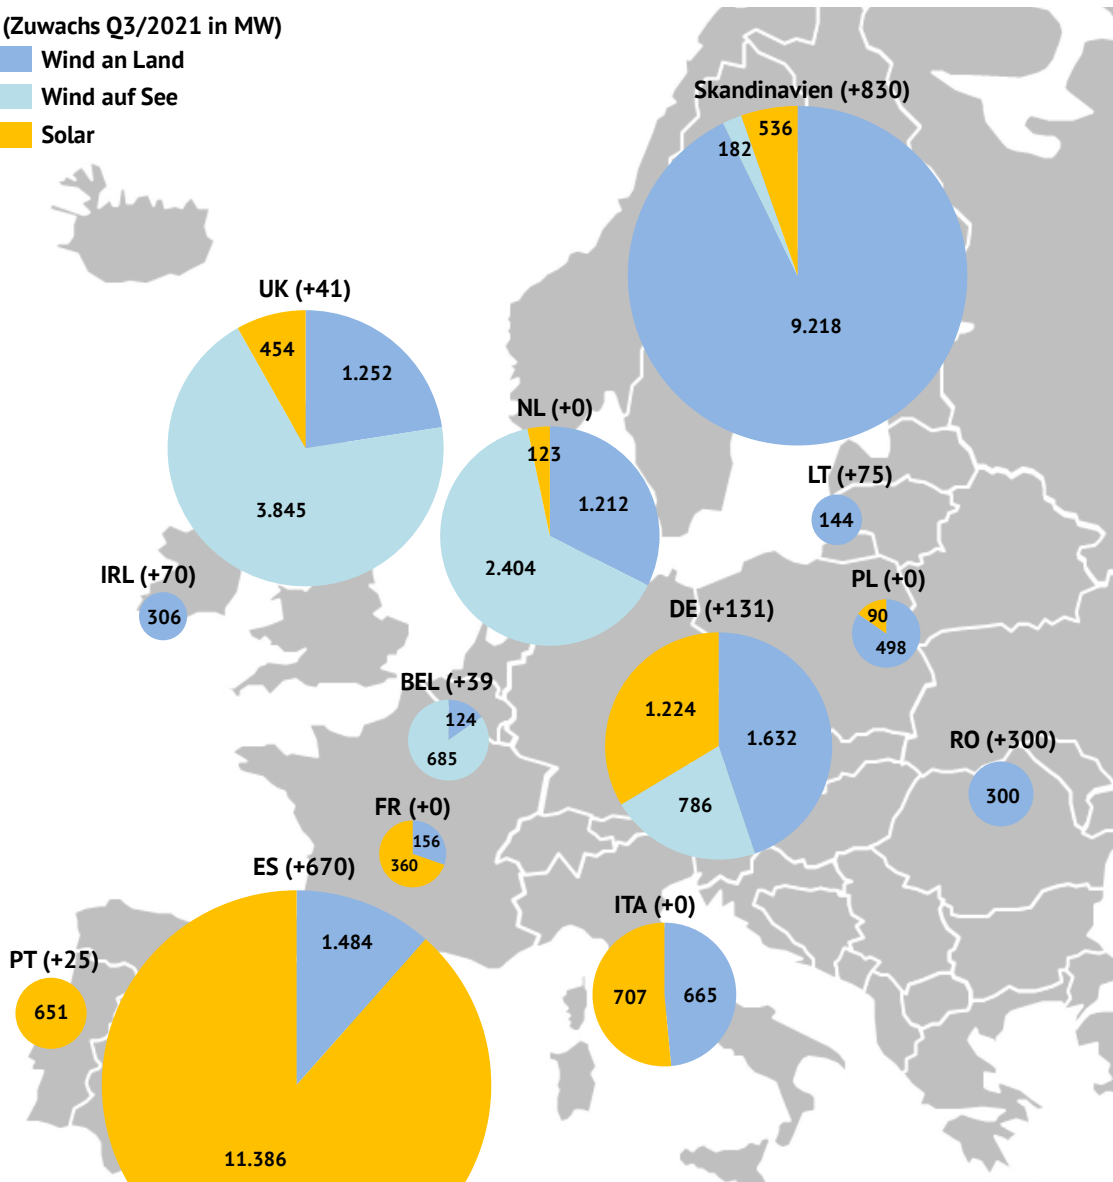 (Zuwachs Q3/2021 in MW)
Wind an Land
Wind auf See
Solar
Skandinavien (+830)
536
182
9.218
UK (+41)
454
1.252
3.845
NL (+0)
123
1.212
2.404
LT (+75)
144
IRL (+70)
306
PL (+0)
90
498
DE (+131)
1.224
1.632
786
BEL (+39
124
685
RO (+300)
300
FR (+0)
156
360
ES (+670)
1.484
11.386
ITA (+0)
707
665
PT (+25)
651